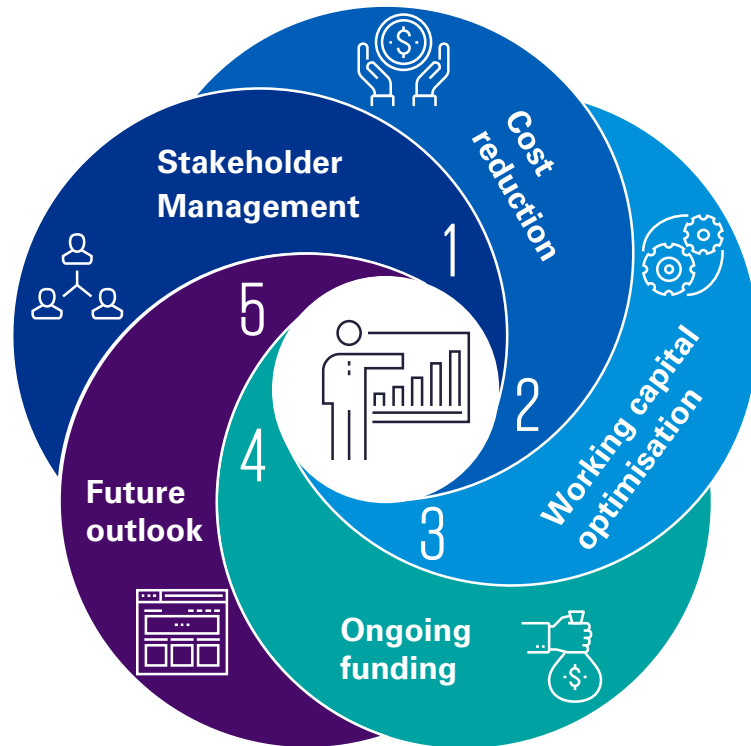 Stakeholder
Management
1
Cost
reduction
2
Working capital
optimisation
3
Ongoing
funding
4
Future
outlook
5
$
$